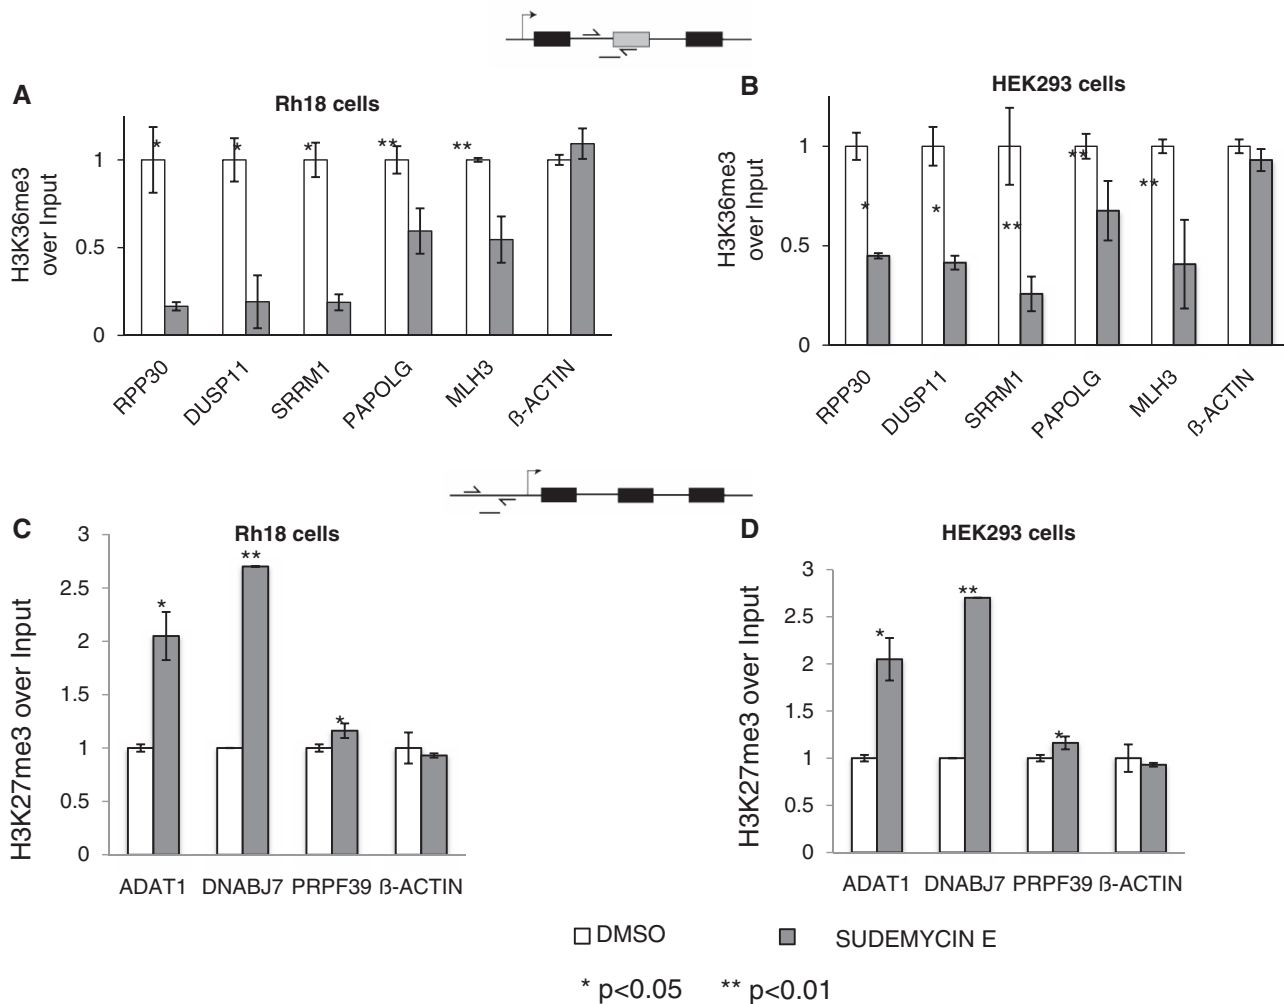 A
Rh18 cells
H3K36me3
over Input
1
0.5
0
* * * ** **
RPP30 DUSP11 SRRM1 PAPOLG MLH3 ß-ACTIN
B
HEK293 cells
H3K36me3
over Input
1
0.5
0
* * ** ** **
RPP30 DUSP11 SRRM1 PAPOLG MLH3 ß-ACTIN
C
Rh18 cells
H3K27me3 over Input
3
2.5
2
1.5
1
0.5
0
* ** *
ADAT1 DNABJ7 PRPF39 ß-ACTIN
D
HEK293 cells
H3K27me3 over Input
3
2.5
2
1.5
1
0.5
0
* ** *
ADAT1 DNABJ7 PRPF39 ß-ACTIN
DMSO SUDEMYCIN E
* p<0.05 ** p<0.01